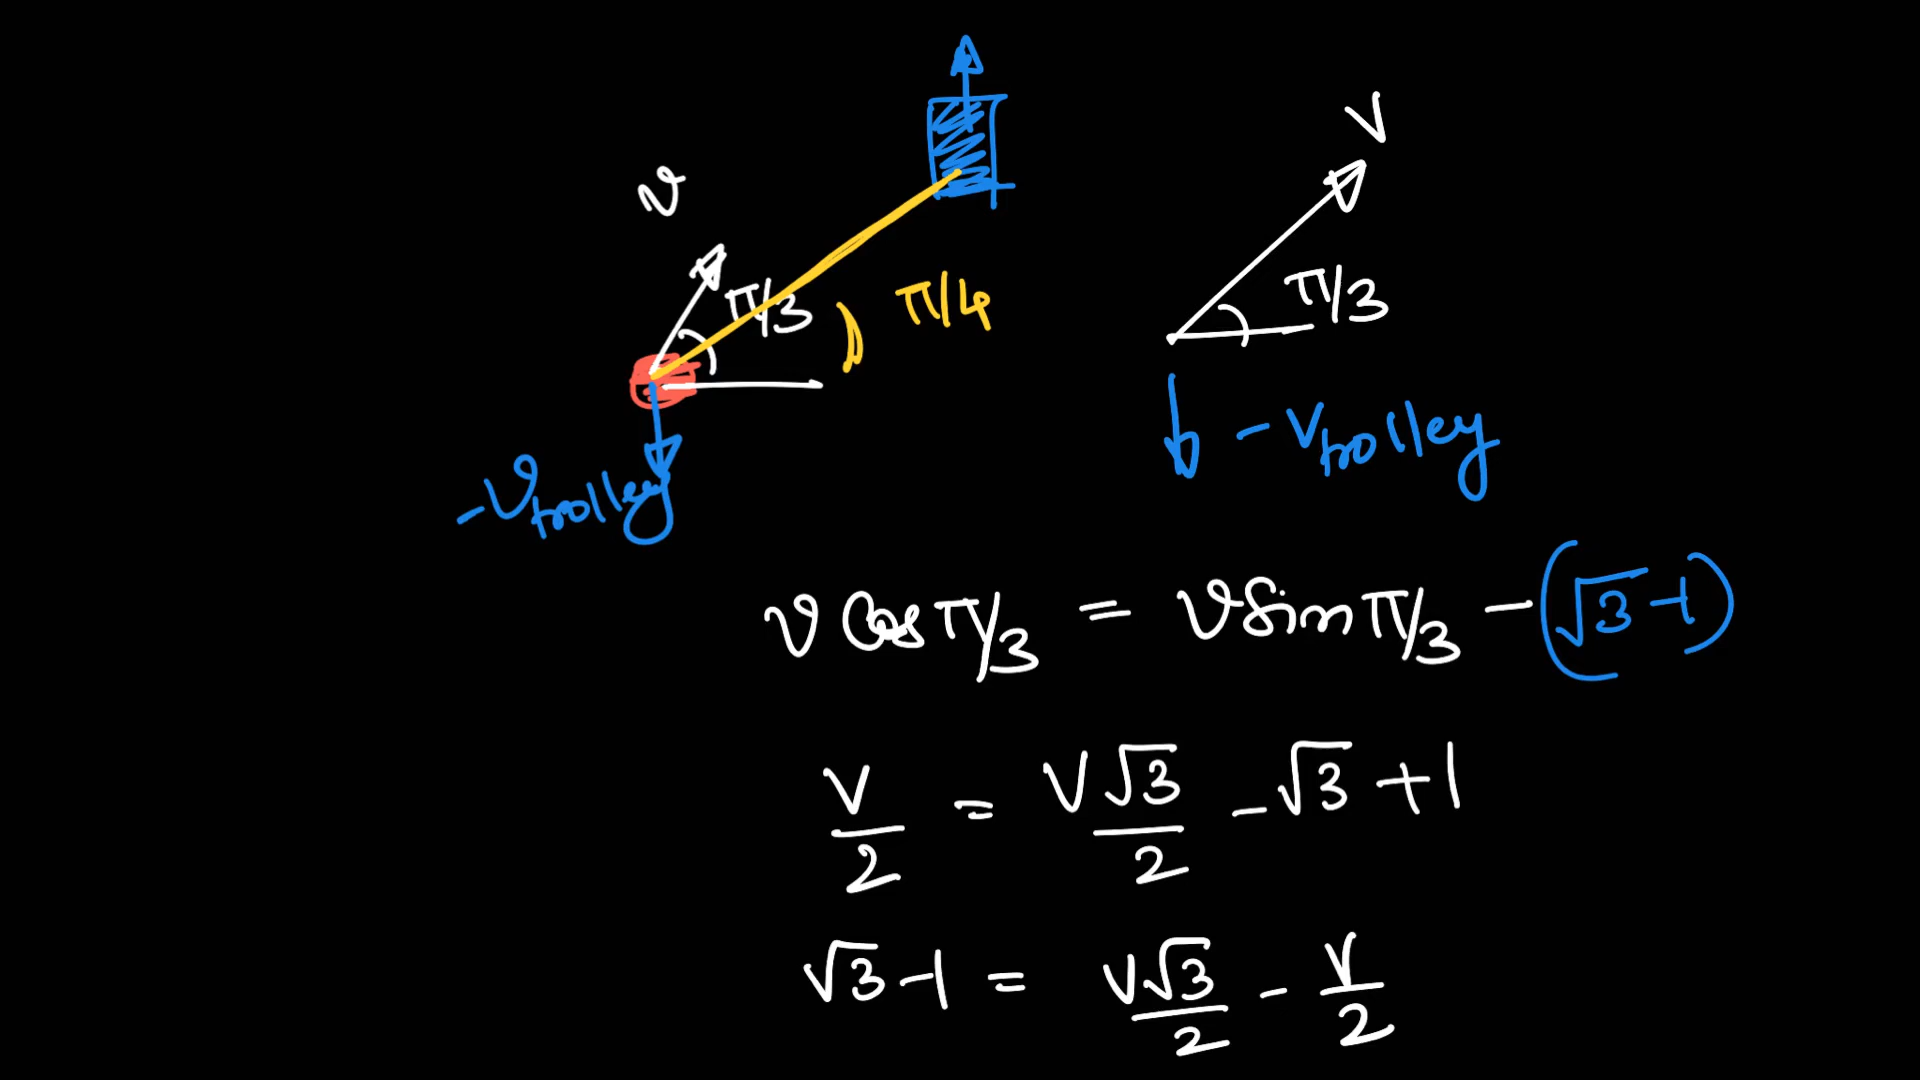 v
V
π/3
π/4
π/3
-vtrolley
-vtrolley
v Cos π/3 = v Sin π/3 - (√3 - 1)
V/2 = V√3/2 - √3 + 1
√3 - 1 = V√3/2 - V/2